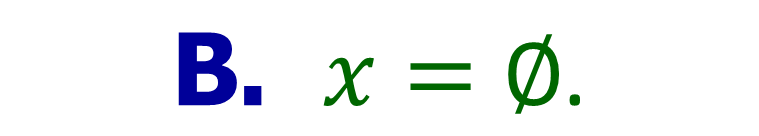 B. x = ∅.